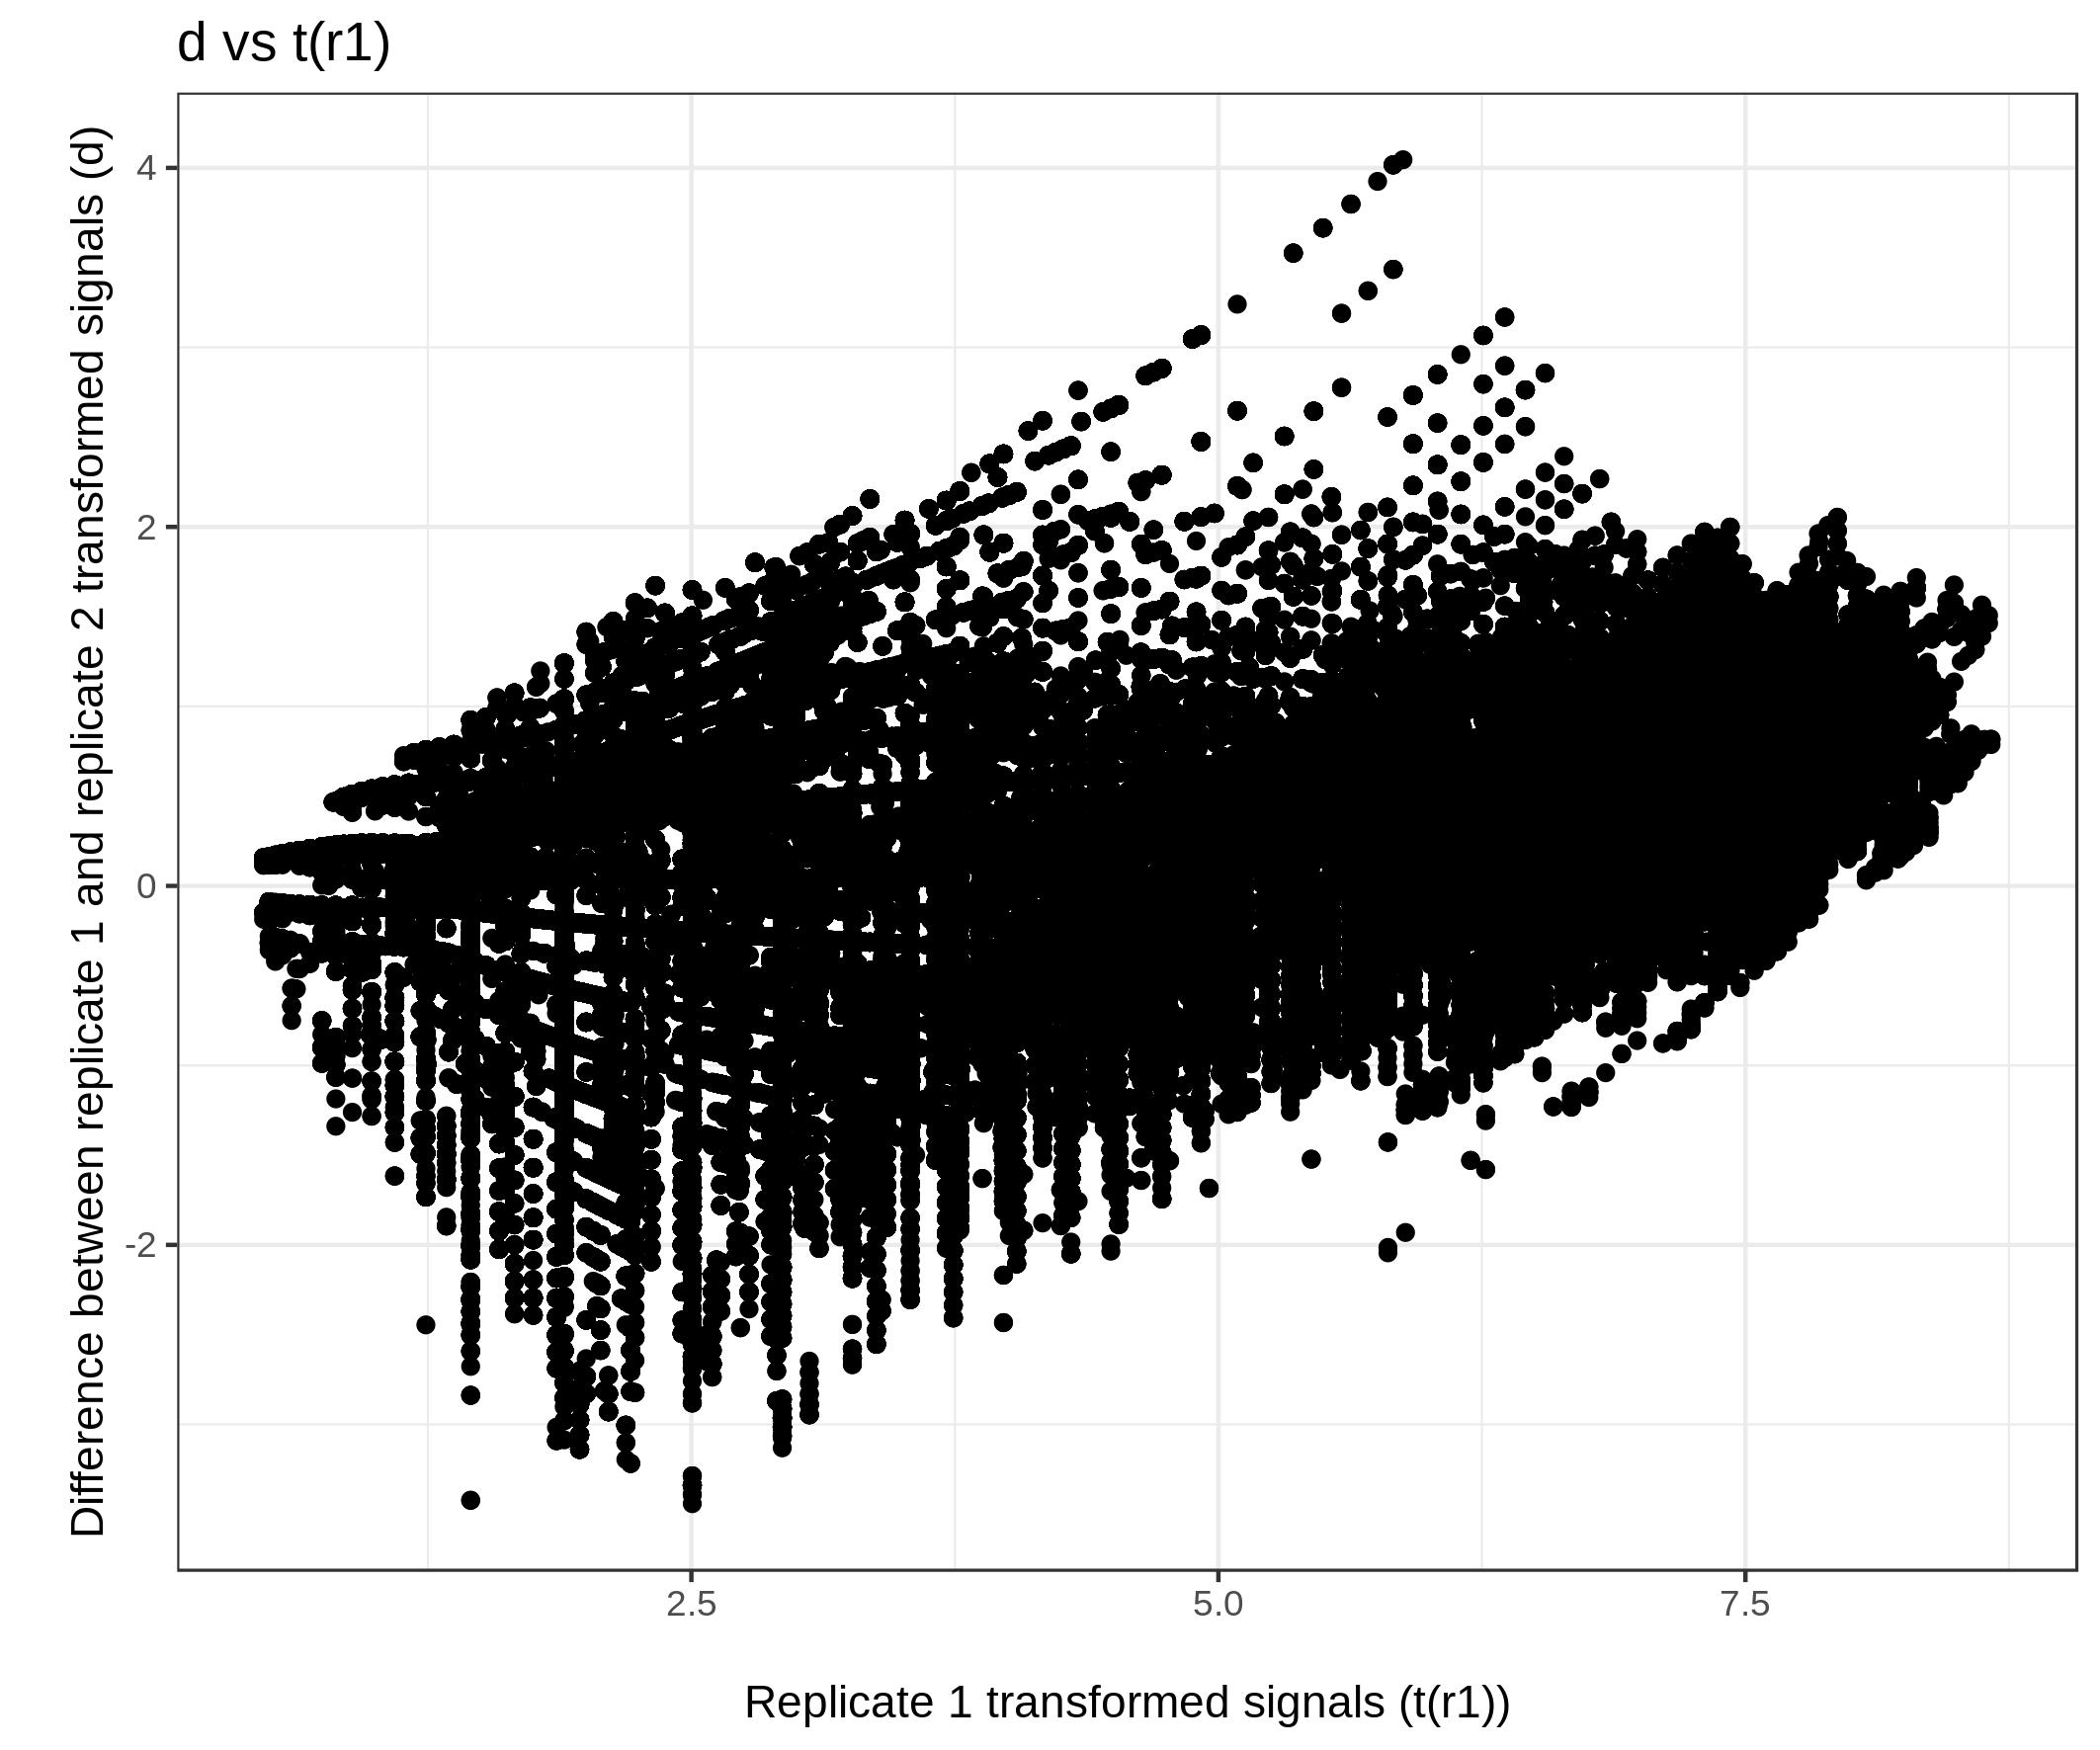 d vs t(r1)
Difference between replicate 1 and replicate 2 transformed signals (d)
4
2
0
-2
2.5
5.0
7.5
Replicate 1 transformed signals (t(r1))